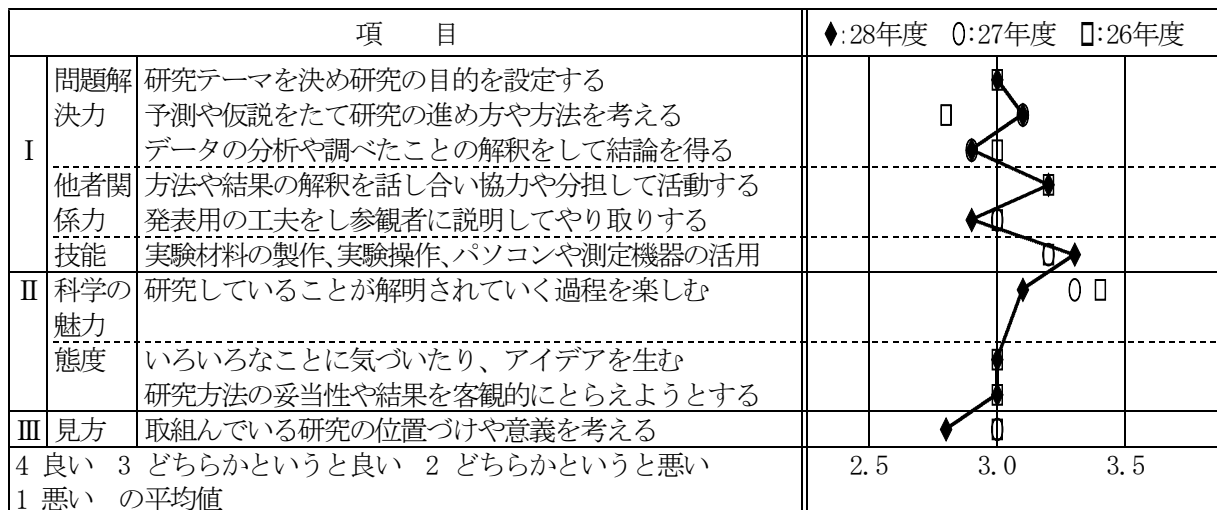 項 目 ♦:28年度 0:27年度 ▯:26年度
問題解 研究テーマを決め研究の目的を設定する
決力 予測や仮説をたて研究の進め方や方法を考える
Ⅰ データの分析や調べたことの解釈をして結論を得る
他者関 方法や結果の解釈を話し合い協力や分担して活動する
係力 発表用の工夫をし参観者に説明してやり取りする
技能 実験材料の製作、実験操作、パソコンや測定機器の活用
Ⅱ 科学の 研究していることが解明されていく過程を楽しむ
魅力
態度 いろいろなことに気づいたり、アイデアを生む
研究方法の妥当性や結果を客観的にとらえようとする
Ⅲ 見方 取組んでいる研究の位置づけや意義を考える
4 良い 3 どちらかというと良い 2 どちらかというと悪い 2.5 3.0 3.5
1 悪い の平均値